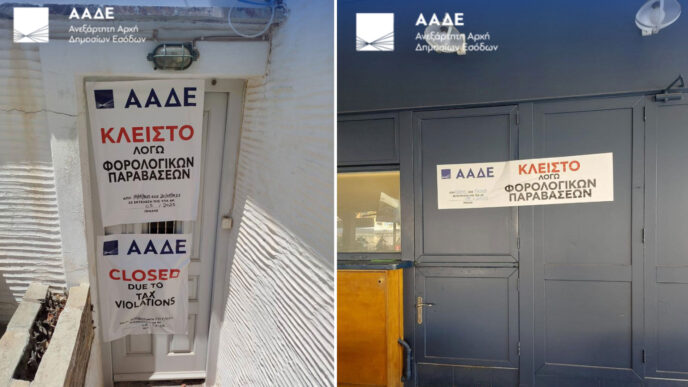 ΑΑΔΕ
Ανεξάρτητη Αρχή
Δημοσίων Εσόδων
ΑΑΔΕ
ΚΛΕΙΣΤΟ
ΛΟΓΩ
ΦΟΡΟΛΟΓΙΚΩΝ
ΠΑΡΑΒΑΣΕΩΝ
ΑΑΔΕ
CLOSED
DUE TO
TAX
VIOLATIONS
ΑΑΔΕ
Ανεξάρτητη Αρχή
Δημοσίων Εσόδων
ΑΑΔΕ
ΚΛΕΙΣΤΟ
ΛΟΓΩ
ΦΟΡΟΛΟΓΙΚΩΝ
ΠΑΡΑΒΑΣΕΩΝ